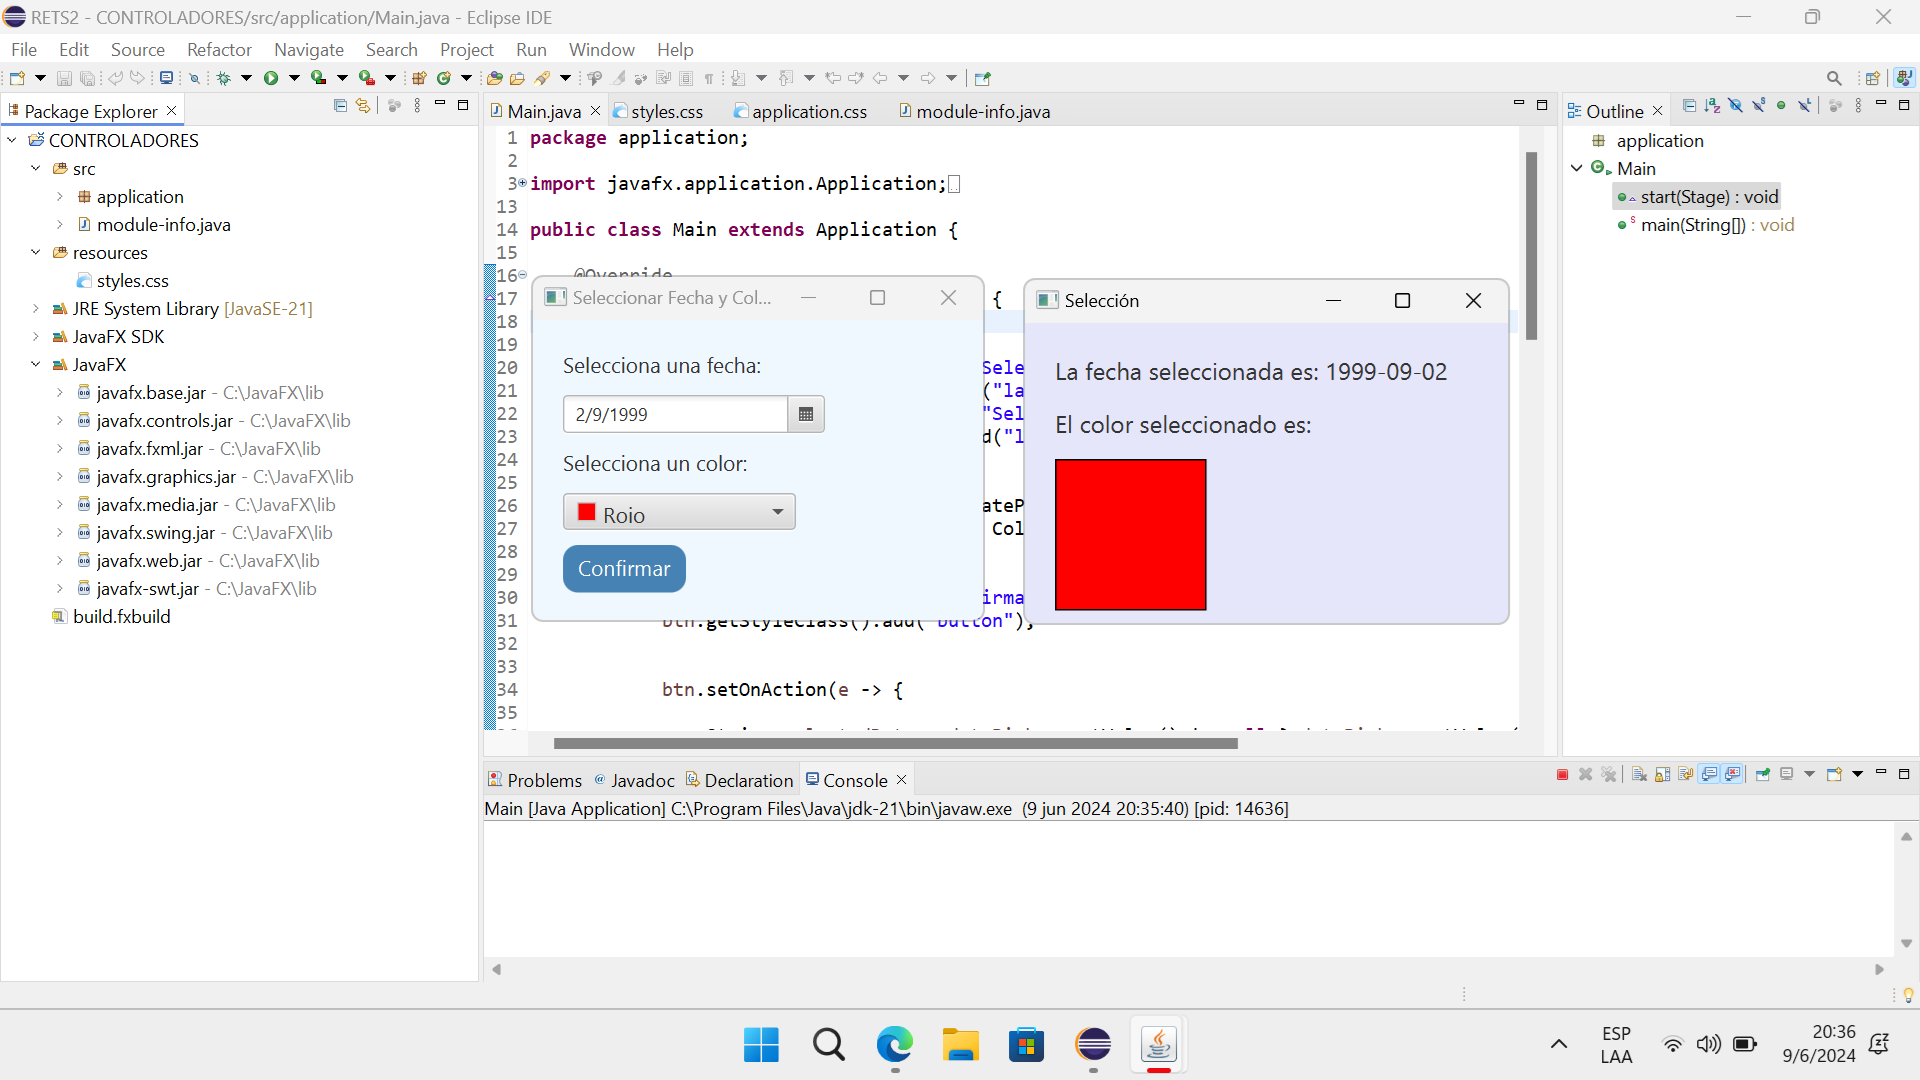 RETS2 - CONTROLADORES/src/application/Main.java - Eclipse IDE
File Edit Source Refactor Navigate Search Project Run Window Help
Package Explorer
CONTROLADORES
src
application
module-info.java
resources
styles.css
JRE System Library [JavaSE-21]
JavaFX SDK
JavaFX
javafx.base.jar - C:\JavaFX\lib
javafx.controls.jar - C:\JavaFX\lib
javafx.fxml.jar - C:\JavaFX\lib
javafx.graphics.jar - C:\JavaFX\lib
javafx.media.jar - C:\JavaFX\lib
javafx.swing.jar - C:\JavaFX\lib
javafx.web.jar - C:\JavaFX\lib
javafx-swt.jar - C:\JavaFX\lib
build.fxbuild
Main.java styles.css application.css module-info.java
1 package application;
2
3 import javafx.application.Application;
13
14 public class Main extends Application {
15
16 @Override
17 {
18
19
20 Sele
21 ("la
22 "Sel
23 d("l
24
25
26 ateP
27 Col
28
29
30 irma
31 btn.getStyleClass().add("button");
32
33
34 btn.setOnAction(e -> {
35
Seleccionar Fecha y Col...
Selecciona una fecha:
2/9/1999
Selecciona un color:
Rojo
Confirmar
Selección
La fecha seleccionada es: 1999-09-02
El color seleccionado es:
Outline
application
Main
start(Stage) : void
main(String[]) : void
Problems Javadoc Declaration Console
Main [Java Application] C:\Program Files\Java\jdk-21\bin\javaw.exe (9 jun 2024 20:35:40) [pid: 14636]
ESP
LAA
20:36
9/6/2024